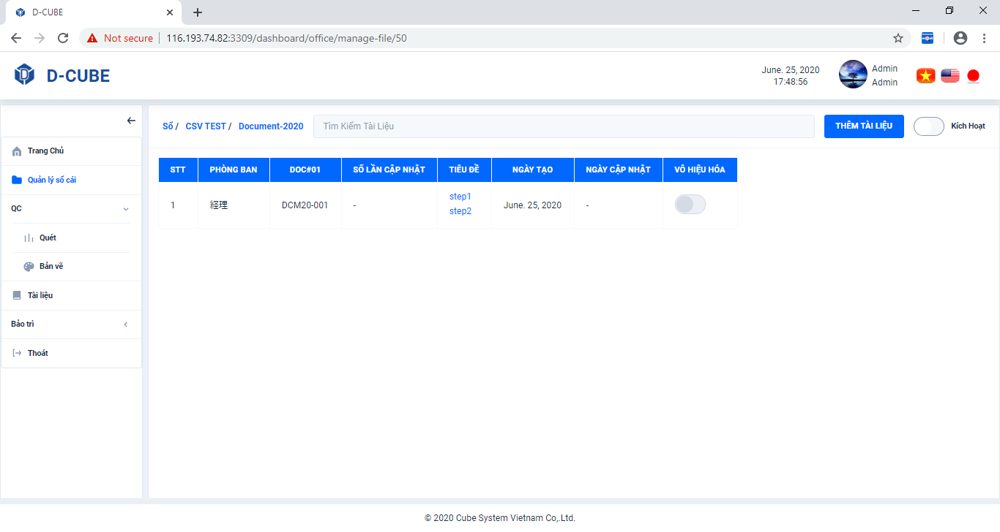 D-CUBE
Not secure
116.193.74.82:3309/dashboard/office/manage-file/50
D-CUBE
June. 25, 2020
17:48:56
Admin
Admin
Trang Chủ
Quản lý sổ cái
QC
Quét
Bản vẽ
Tài liệu
Bảo trì
Thoát
Sổ / CSV TEST / Document-2020
Tìm Kiếm Tài Liệu
THÊM TÀI LIỆU
Kích Hoạt
STT PHÒNG BAN DOC#01 SỐ LẦN CẬP NHẬT TIÊU ĐỀ NGÀY TẠO NGÀY CẬP NHẬT VÔ HIỆU HÓA
1 経理 DCM20-001 - step1 June. 25, 2020 -
step2
© 2020 Cube System Vietnam Co,.Ltd.